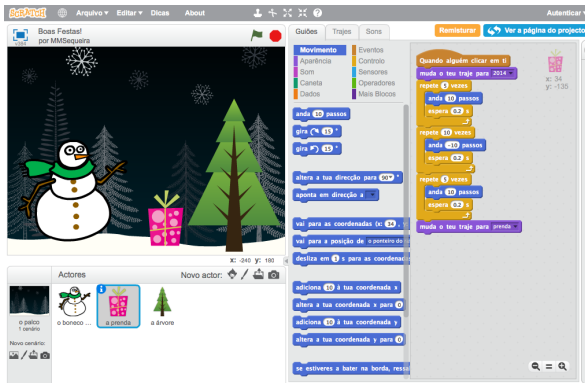 SCRATCH Arquivo Editar Dicas About Autenticar
Boas Festas!
por MMSequeira
v384
Guiões Trajes Sons
Remisturar Ver a página do projecto
Movimento Eventos
Aparência Controlo
Som Sensores
Caneta Operadores
Dados Mais Blocos
anda 10 passos
gira 15 °
gira 15 °
altera a tua direcção para 90 °
aponta em direcção a
vai para as coordenadas (x: 34 ,
vai para a posição de o ponteiro do
desliza em 1 s para as coordenad
adiciona 10 à tua coordenada x
altera a tua coordenada x para 0
adiciona 10 à tua coordenada y
altera a tua coordenada y para 0
se estiveres a bater na borda, ressa
Quando alguém clicar em ti
muda o teu traje para 2014
repete 5 vezes
anda 10 passos
espera 0.2 s
repete 10 vezes
anda -10 passos
espera 0.2 s
repete 5 vezes
anda 10 passos
espera 0.2 s
muda o teu traje para prenda
x: 34
y: -130
x: -240 y: 180
Actores Novo actor:
o palco
1 cenário
Novo cenário:
o boneco ...
a prenda
a árvore